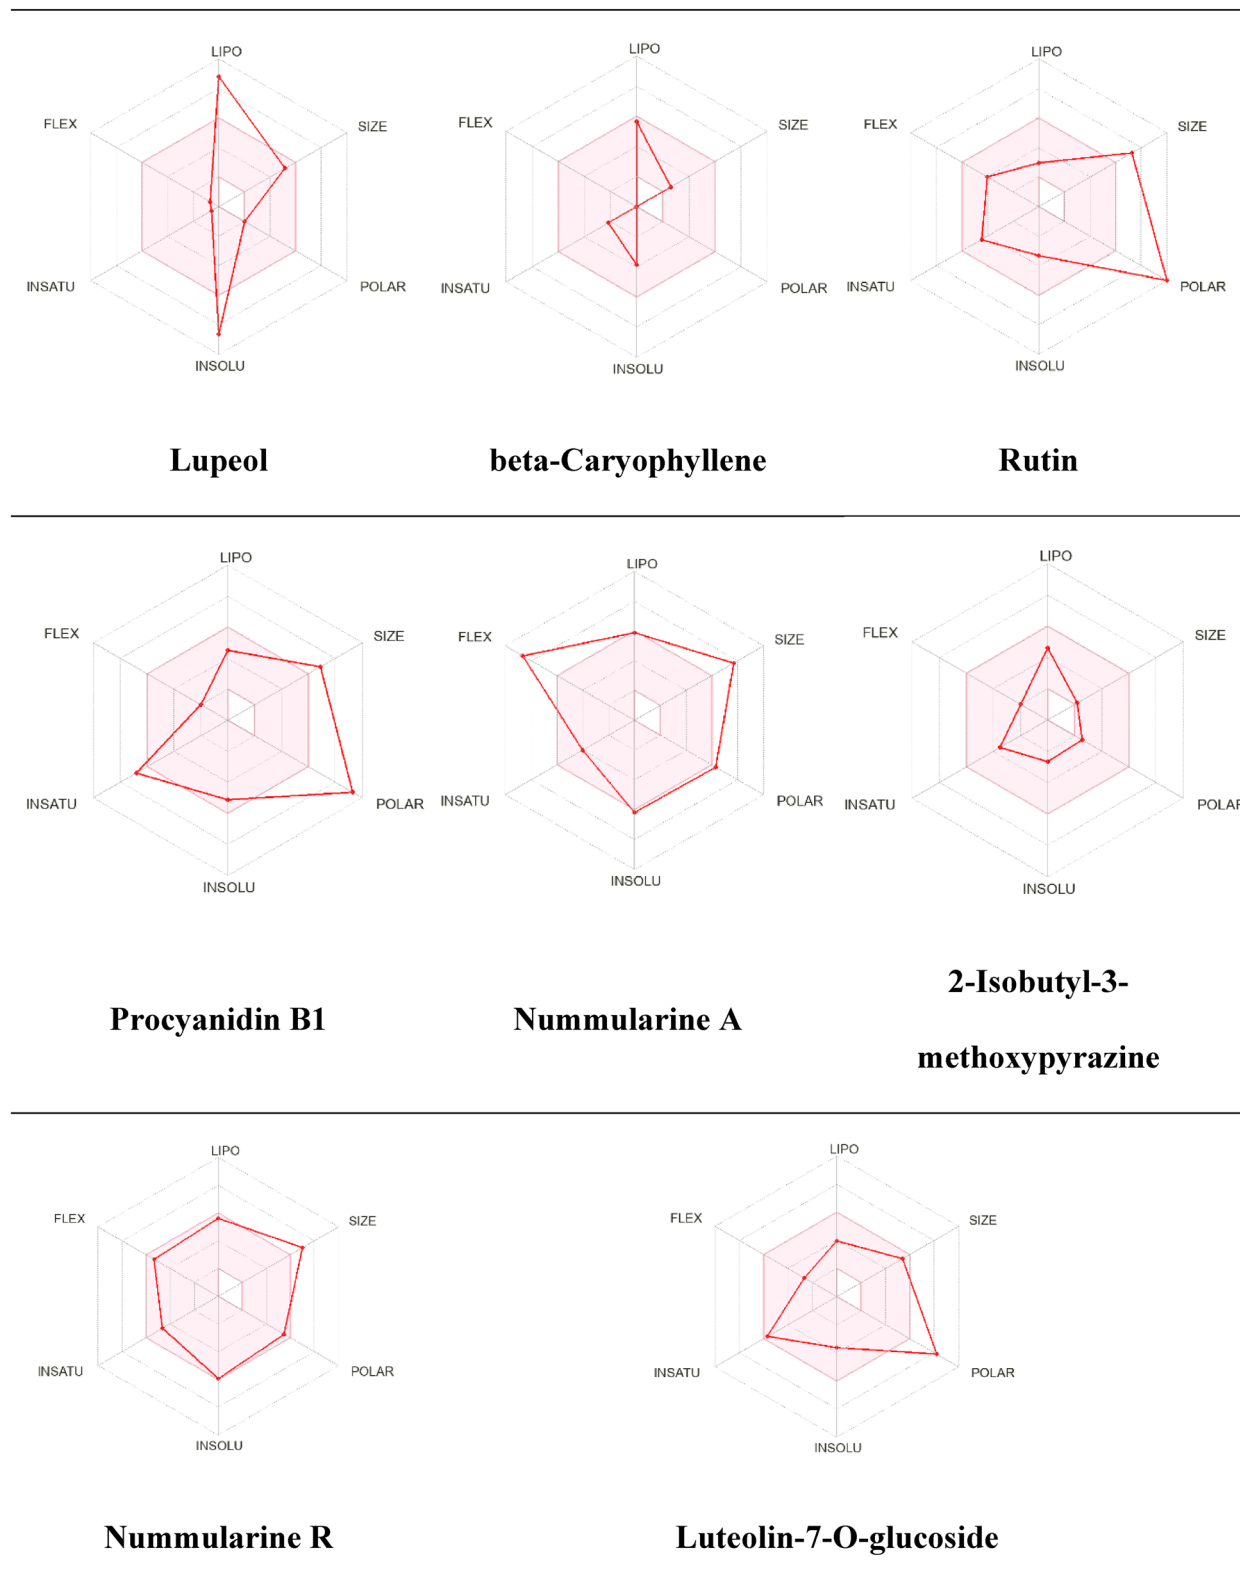 LIPO
FLEX
SIZE
INSATU
POLAR
INSOLU
Lupeol
LIPO
FLEX
SIZE
INSATU
POLAR
INSOLU
beta-Caryophyllene
LIPO
FLEX
SIZE
INSATU
POLAR
INSOLU
Rutin
LIPO
FLEX
SIZE
INSATU
POLAR
INSOLU
Procyanidin B1
LIPO
FLEX
SIZE
INSATU
POLAR
INSOLU
Nummularine A
LIPO
FLEX
SIZE
INSATU
POLAR
INSOLU
2-Isobutyl-3-
methoxypyrazine
LIPO
FLEX
SIZE
INSATU
POLAR
INSOLU
Nummularine R
LIPO
FLEX
SIZE
INSATU
POLAR
INSOLU
Luteolin-7-O-glucoside